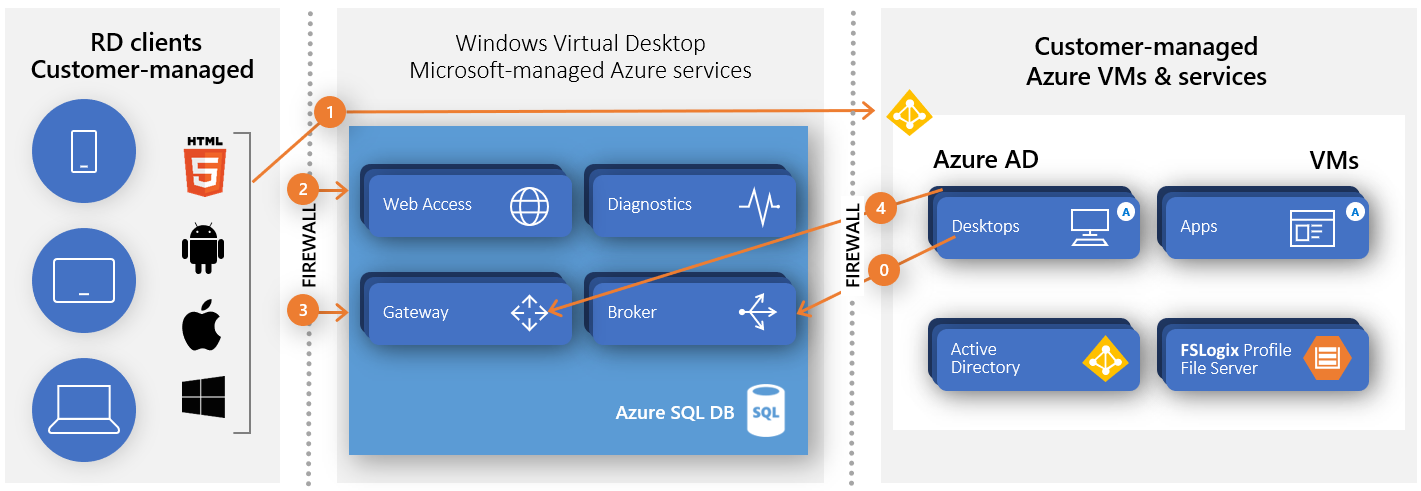 RD clients
Customer-managed
HTML
5
FIREWALL
Windows Virtual Desktop
Microsoft-managed Azure services
1
2
3
Web Access
Diagnostics
Gateway
Broker
Azure SQL DB
SQL
FIREWALL
4
0
Customer-managed
Azure VMs & services
Azure AD
VMs
Desktops
A
Apps
A
Active
Directory
FSLogix Profile
File Server